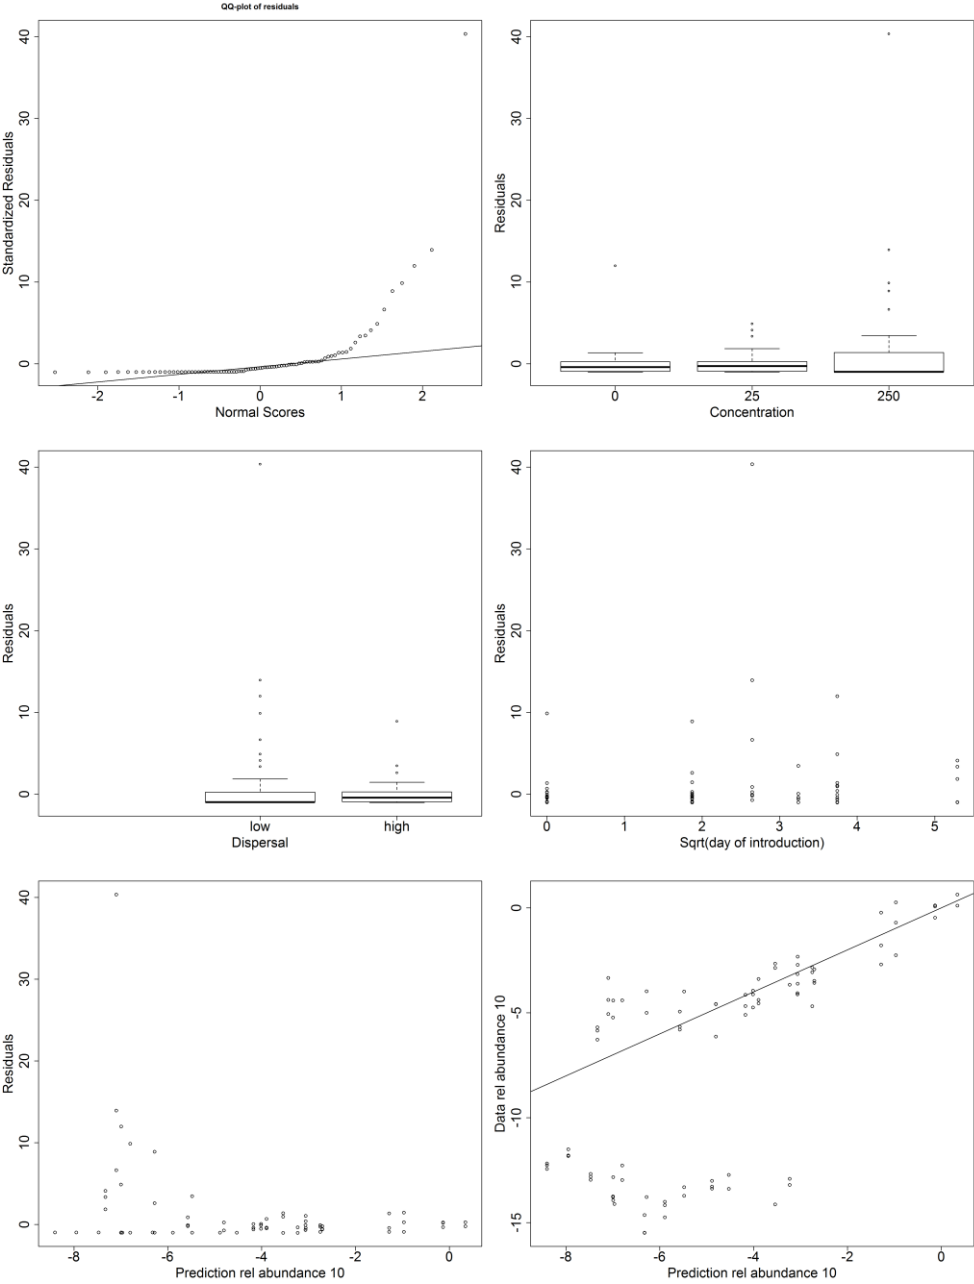 QQ-plot of residuals
Standardized Residuals
0 10 20 30 40
-2 -1 0 1 2
Normal Scores
Residuals
0 10 20 30 40
0 25 250
Concentration
Residuals
0 10 20 30 40
low high
Dispersal
Residuals
0 10 20 30 40
0 1 2 3 4 5
Sqrt(day of introduction)
Residuals
0 10 20 30 40
-8 -6 -4 -2 0
Prediction rel abundance 10
Data rel abundance 10
-15 -10 -5 0
-8 -6 -4 -2 0
Prediction rel abundance 10